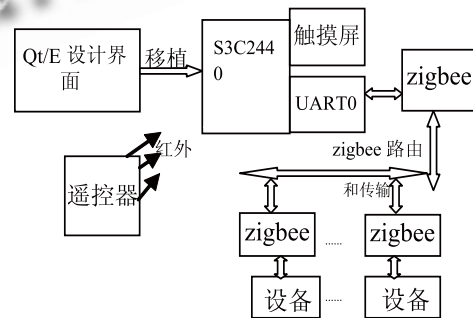 Qt/E 设计界
面
移植
S3C244
0
触摸屏
UART0
zigbee
遥控器
红外
zigbee 路由
和传输
zigbee
......
zigbee
设备
......
设备